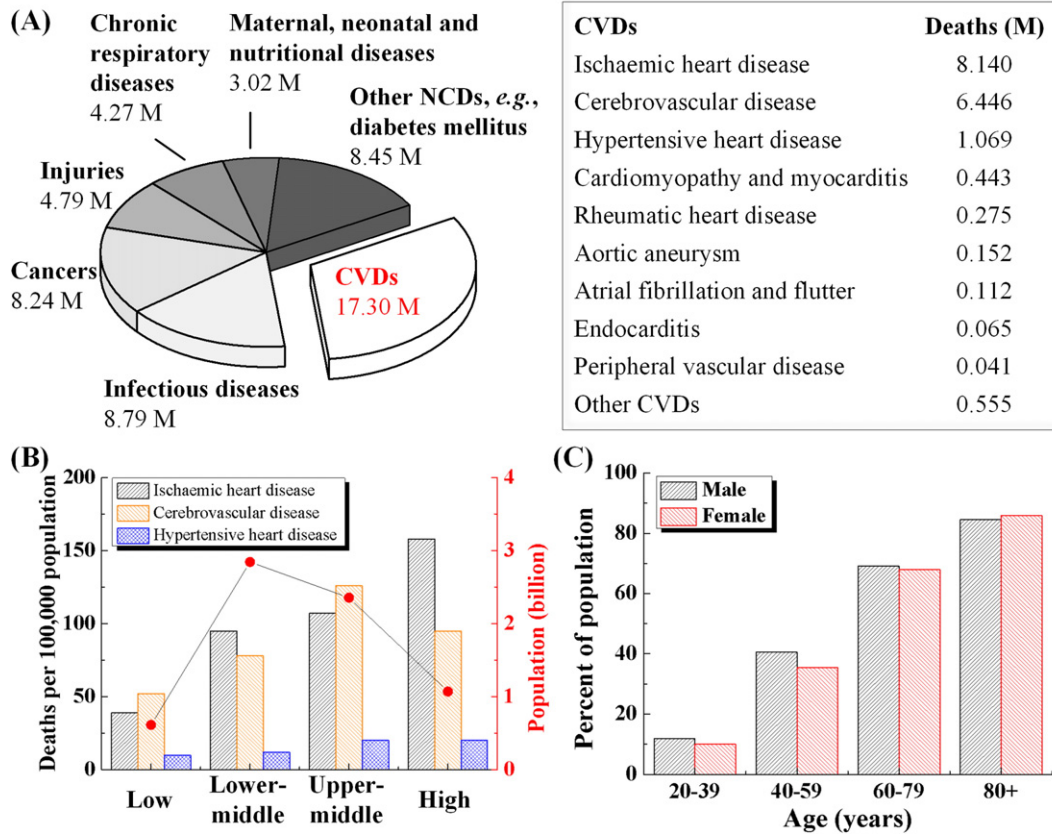 (A)
Chronic
respiratory
diseases
4.27 M
Maternal, neonatal and
nutritional diseases
3.02 M
Other NCDs, e.g.,
diabetes mellitus
8.45 M
Injuries
4.79 M
Cancers
8.24 M
CVDs
17.30 M
Infectious diseases
8.79 M
CVDs Deaths (M)
Ischaemic heart disease 8.140
Cerebrovascular disease 6.446
Hypertensive heart disease 1.069
Cardiomyopathy and myocarditis 0.443
Rheumatic heart disease 0.275
Aortic aneurysm 0.152
Atrial fibrillation and flutter 0.112
Endocarditis 0.065
Peripheral vascular disease 0.041
Other CVDs 0.555
(B)
Deaths per 100,000 population
200
150
100
50
0
Ischaemic heart disease
Cerebrovascular disease
Hypertensive heart disease
4
3
2
1
0
Population (billion)
Low
Lower-
middle
Upper-
middle
High
(C)
Percent of population
100
80
60
40
20
0
Male
Female
20-39 40-59 60-79 80+
Age (years)